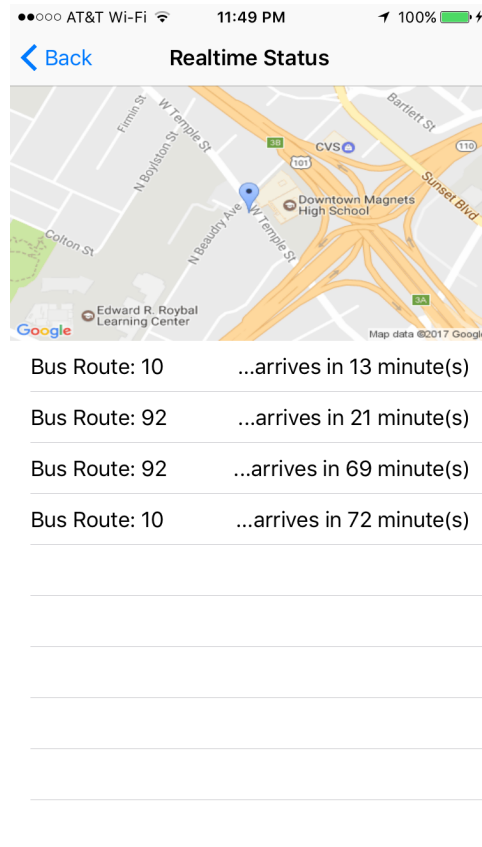 AT&T Wi-Fi 11:49 PM 100%
Back Realtime Status
Firmin St
W Temple St
Bartlett St
N Boylston St
3B
CVS
110
101
Sunset Blvd
Downtown Magnets
High School
N Beaudry Ave
W Temple St
Colton St
3A
Edward R. Roybal
Learning Center
Google
Map data ©2017 Googl
Bus Route: 10 ...arrives in 13 minute(s)
Bus Route: 92 ...arrives in 21 minute(s)
Bus Route: 92 ...arrives in 69 minute(s)
Bus Route: 10 ...arrives in 72 minute(s)